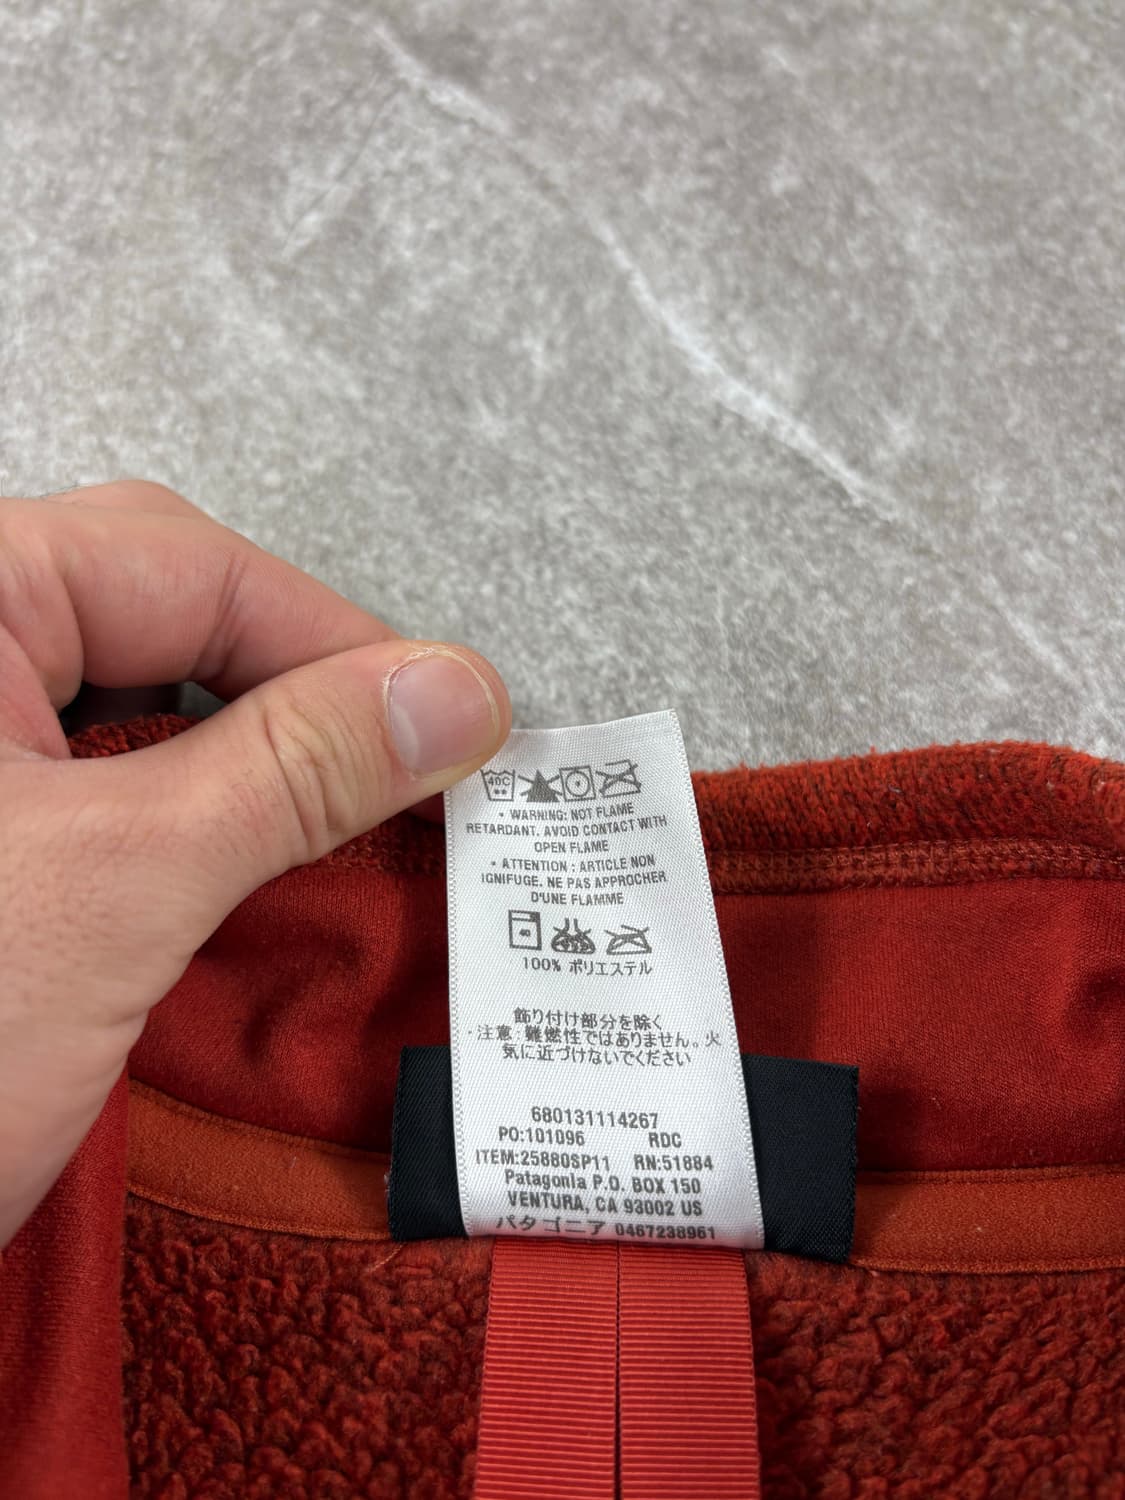 40C
• WARNING: NOT FLAME
RETARDANT. AVOID CONTACT WITH
OPEN FLAME
• ATTENTION : ARTICLE NON
IGNIFUGE. NE PAS APPROCHER
D'UNE FLAMME
40
100% ポリエステル
飾り付け部分を除く
・注意:難燃性ではありません。火
気に近づけないでください
680131114267
PO:101096 RDC
ITEM:25880SP11 RN:51884
Patagonia P.O. BOX 150
VENTURA, CA 93002 US
パタゴニア 0467238961